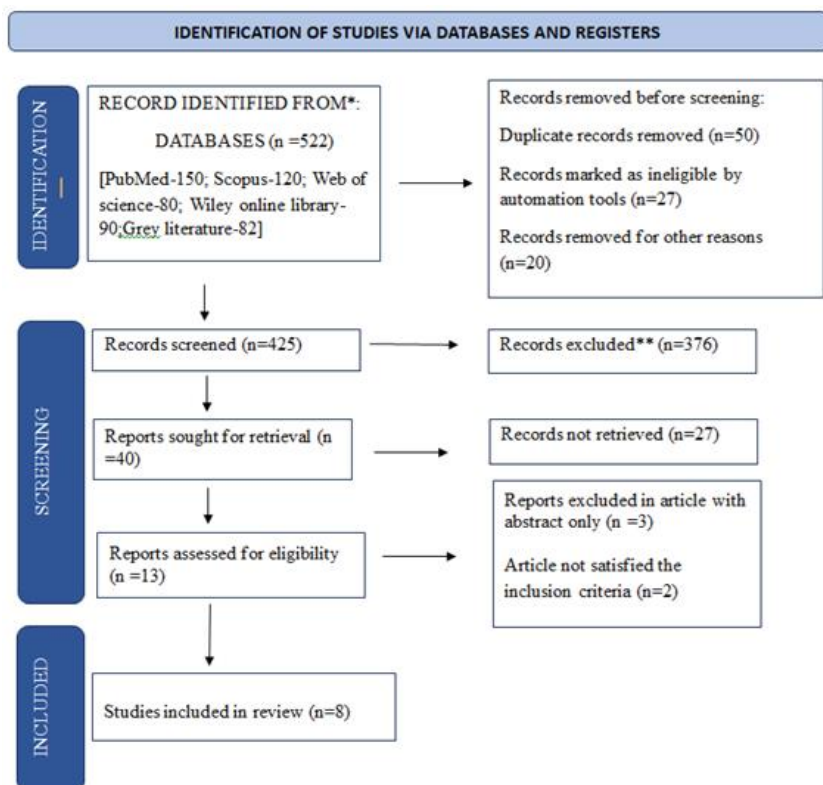 IDENTIFICATION OF STUDIES VIA DATABASES AND REGISTERS
IDENTIFICATION
RECORD IDENTIFIED FROM*:
DATABASES (n =522)
[PubMed-150; Scopus-120; Web of
science-80; Wiley online library-
90;Grey literature-82]
Records removed before screening:
Duplicate records removed (n=50)
Records marked as ineligible by
automation tools (n=27)
Records removed for other reasons
(n=20)
SCREENING
Records screened (n=425)
Records excluded** (n=376)
Reports sought for retrieval (n
=40)
Records not retrieved (n=27)
Reports assessed for eligibility
(n =13)
Reports excluded in article with
abstract only (n =3)
Article not satisfied the
inclusion criteria (n=2)
INCLUDED
Studies included in review (n=8)